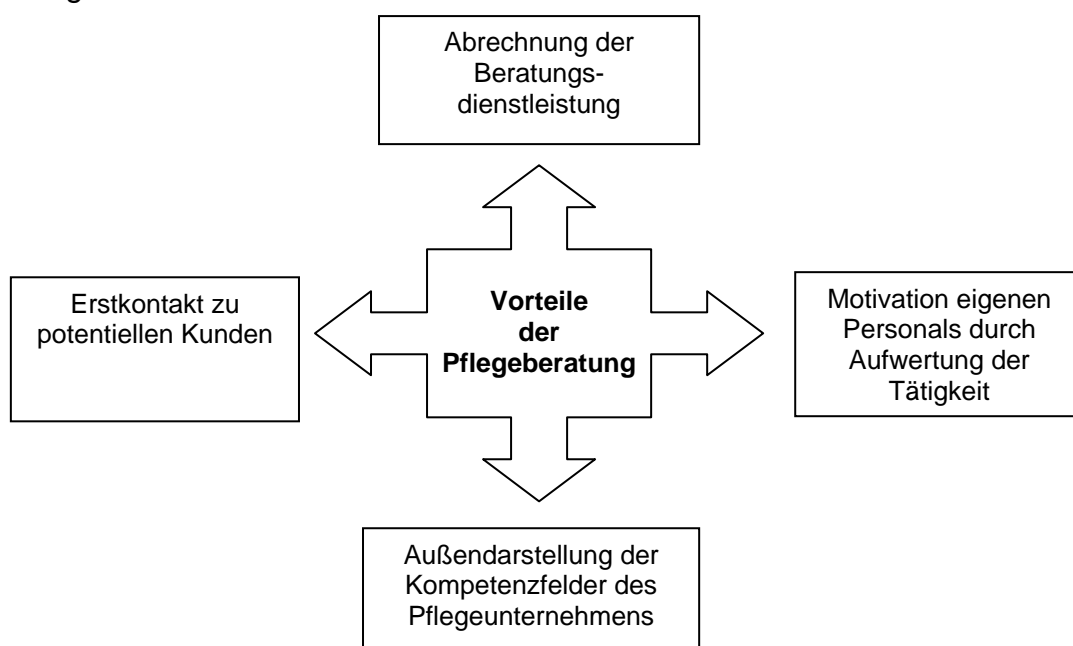 Abrechnung der
Beratungs-
dienstleistung
Erstkontakt zu
potentiellen Kunden
Vorteile
der
Pflegeberatung
Motivation eigenen
Personals durch
Aufwertung der
Tätigkeit
Außendarstellung der
Kompetenzfelder des
Pflegeunternehmens